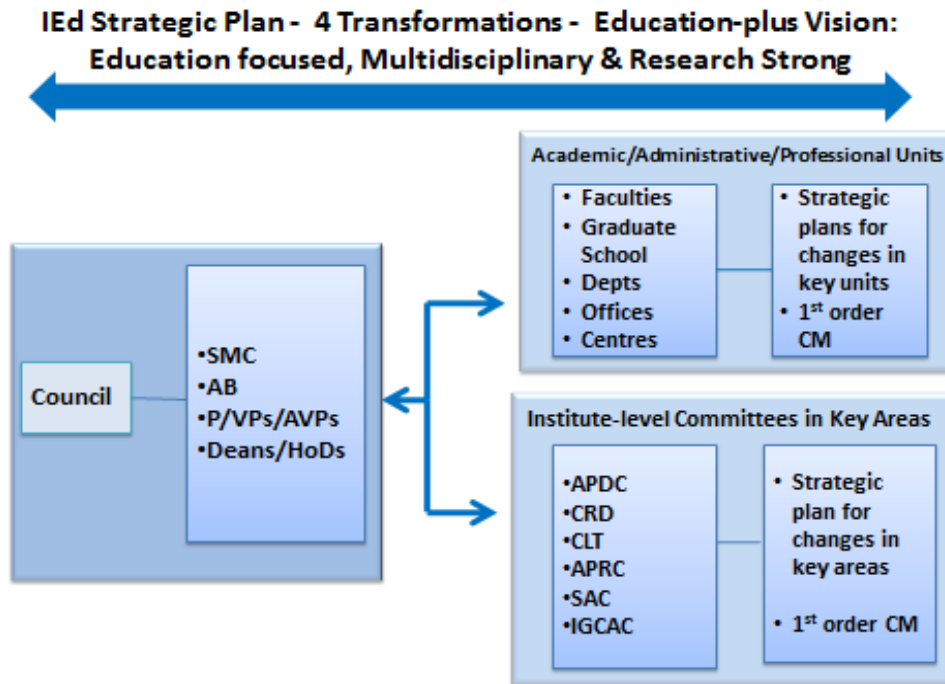 IEd Strategic Plan - 4 Transformations - Education-plus Vision:
Education focused, Multidisciplinary & Research Strong
Council
•SMC
•AB
•P/VPs/AVPs
•Deans/HoDs
Academic/Administrative/Professional Units
• Faculties
• Graduate
School
• Depts
• Offices
• Centres
• Strategic
plans for
changes in
key units
• 1st order
CM
Institute-level Committees in Key Areas
•APDC
•CRD
•CLT
•APRC
•SAC
•IGCAC
• Strategic
plan for
changes in
key areas
• 1st order CM